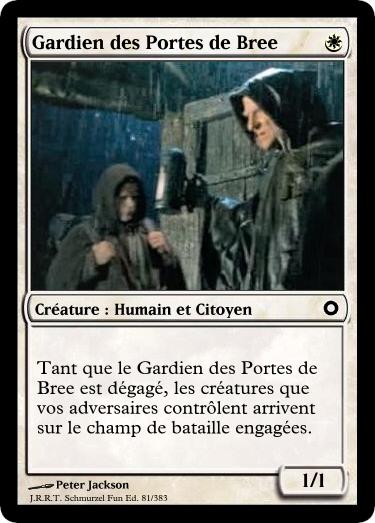 Gardien des Portes de Bree
Créature : Humain et Citoyen
Tant que le Gardien des Portes de
Bree est dégagé, les créatures que
vos adversaires contrôlent arrivent
sur le champ de bataille engagées.
1/1
Peter Jackson
J.R.R.T. Schmurzel Fun Ed. 81/383